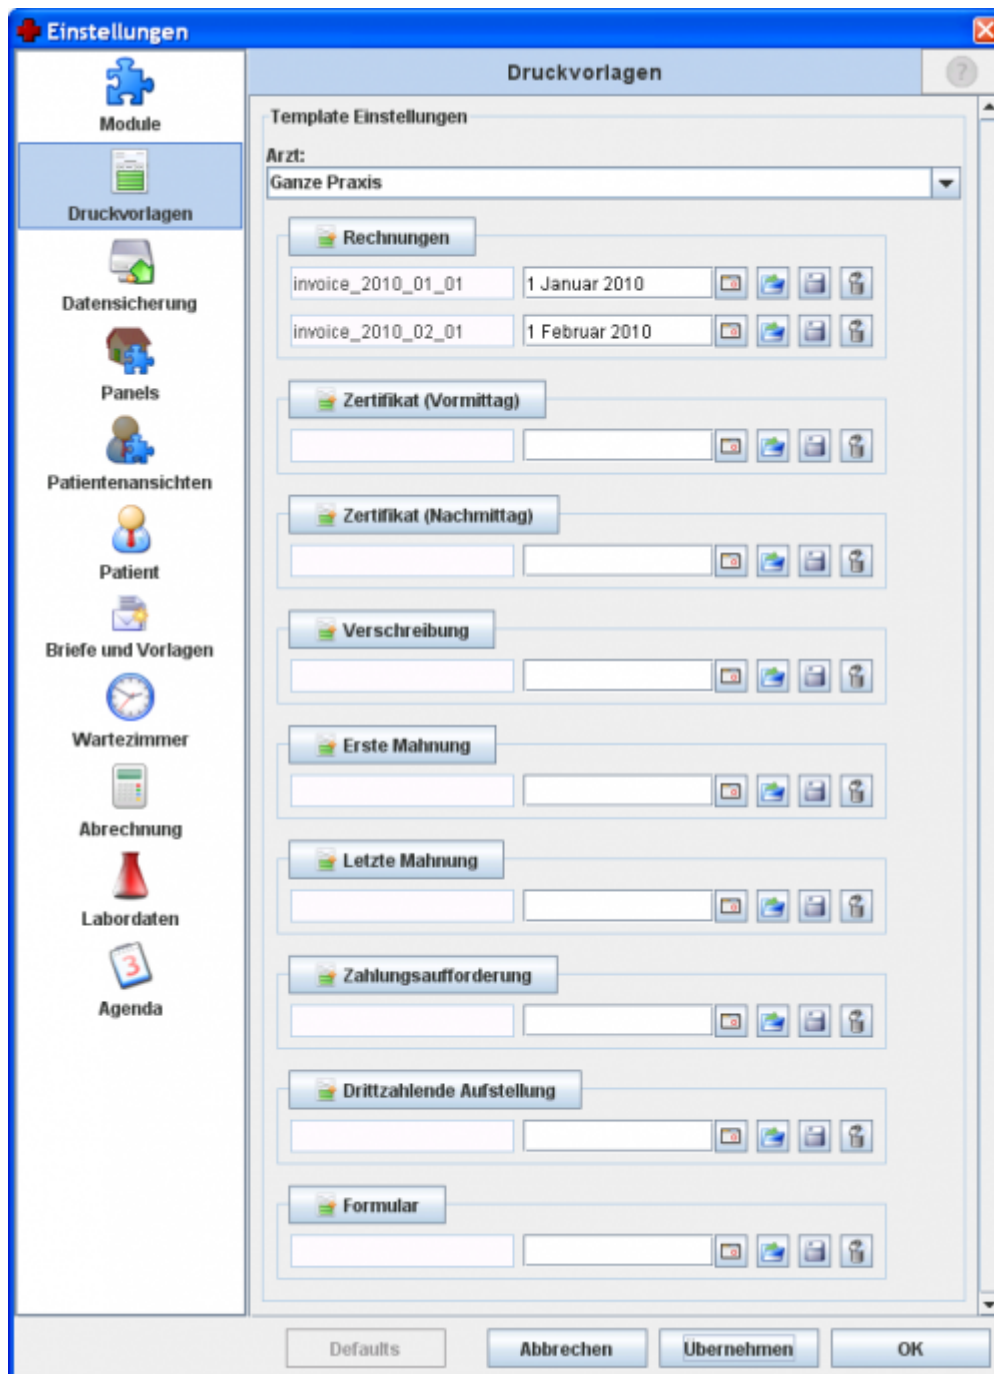 Einstellungen
Module
Druckvorlagen
Datensicherung
Panels
Patientenansichten
Patient
Briefe und Vorlagen
Wartezimmer
Abrechnung
Labordaten
3
Agenda
Druckvorlagen
?
Template Einstellungen
Arzt:
Ganze Praxis
Rechnungen
invoice_2010_01_01 1 Januar 2010
invoice_2010_02_01 1 Februar 2010
Zertifikat (Vormittag)
Zertifikat (Nachmittag)
Verschreibung
Erste Mahnung
Letzte Mahnung
Zahlungsaufforderung
Drittzahlende Aufstellung
Formular
Defaults Abbrechen Übernehmen OK